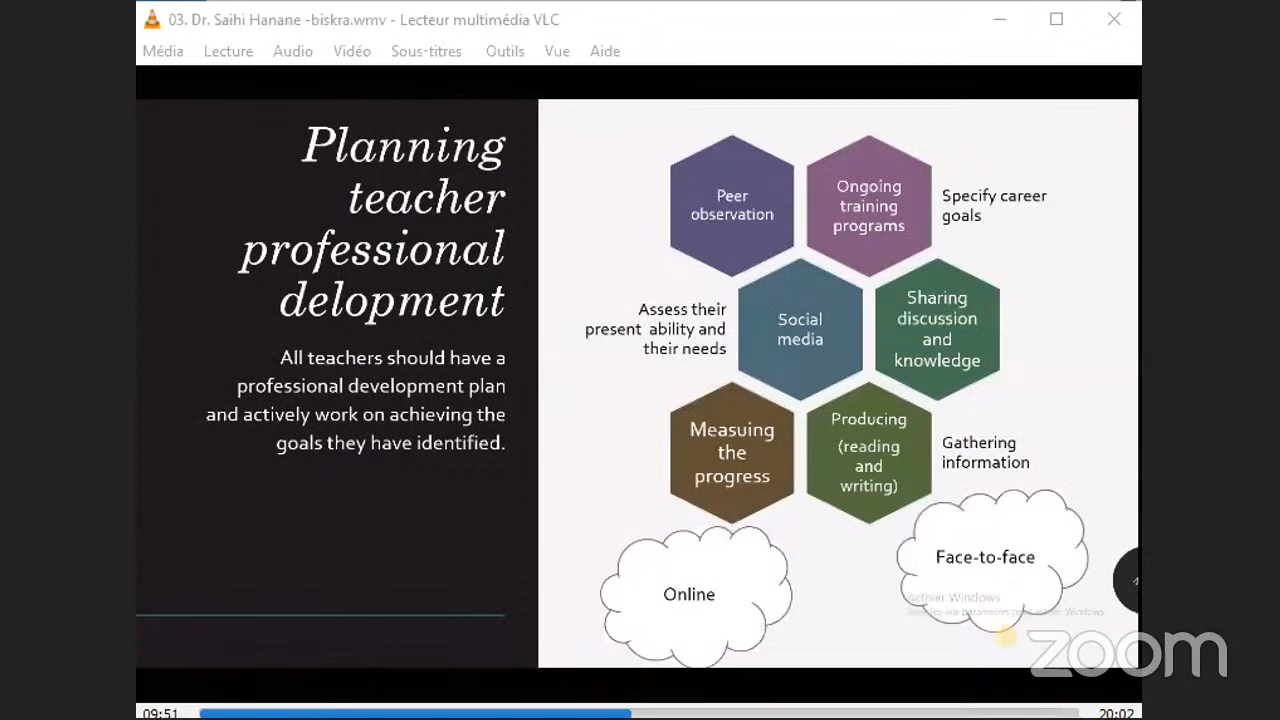 03. Dr. Saihi Hanane -biskra.wmv - Lecteur multimédia VLC
Média Lecture Audio Vidéo Sous-titres Outils Vue Aide
Planning
teacher
professional
delopment
All teachers should have a
professional development plan
and actively work on achieving the
goals they have identified.
Peer
observation
Ongoing
training
programs
Specify career
goals
Assess their
present ability and
their needs
Social
media
Sharing
discussion
and
knowledge
Measuing
the
progress
Producing
(reading
and
writing)
Gathering
information
Online
Face-to-face
Activer Windows
zoom
09:51
20:02